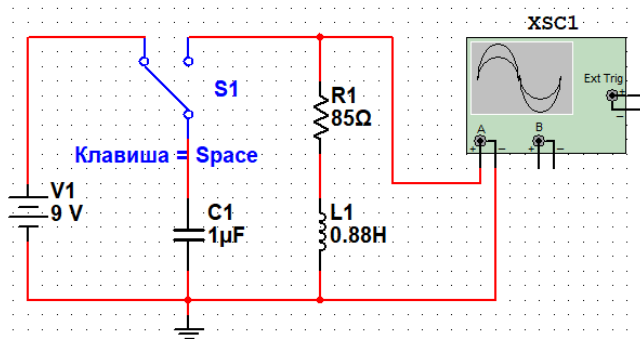 XSC1
Ext Trig
+
−
A
B
+
−
+
−
S1
R1
85Ω
Клавиша = Space
V1
9 V
C1
1µF
L1
0.88H